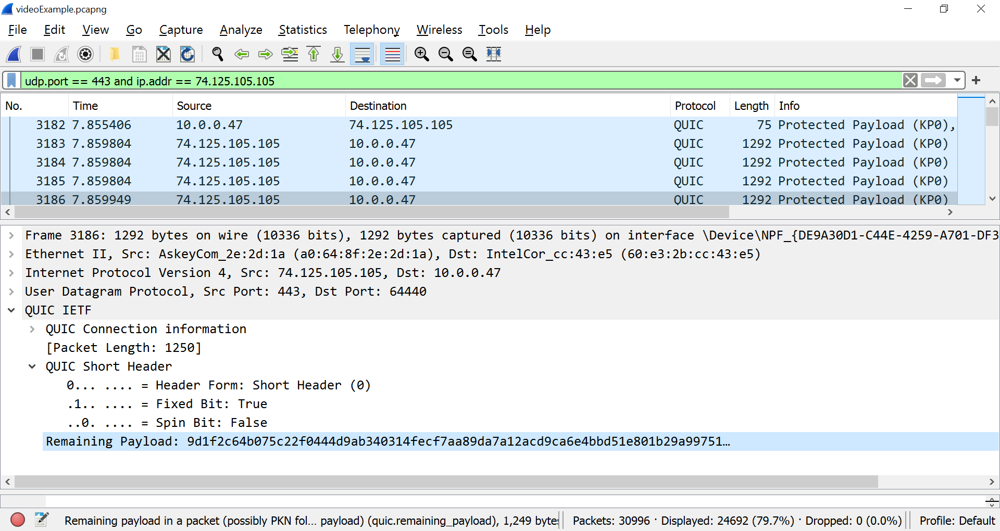 videoExample.pcapng
File Edit View Go Capture Analyze Statistics Telephony Wireless Tools Help
udp.port == 443 and ip.addr == 74.125.105.105
No. Time Source Destination Protocol Length Info
3182 7.855406 10.0.0.47 74.125.105.105 QUIC 75 Protected Payload (KP0),
3183 7.859804 74.125.105.105 10.0.0.47 QUIC 1292 Protected Payload (KP0)
3184 7.859804 74.125.105.105 10.0.0.47 QUIC 1292 Protected Payload (KP0)
3185 7.859804 74.125.105.105 10.0.0.47 QUIC 1292 Protected Payload (KP0)
3186 7.859949 74.125.105.105 10.0.0.47 QUIC 1292 Protected Payload (KP0)
Frame 3186: 1292 bytes on wire (10336 bits), 1292 bytes captured (10336 bits) on interface \Device\NPF_{DE9A30D1-C44E-4259-A701-DF3
Ethernet II, Src: AskeyCom_2e:2d:1a (a0:64:8f:2e:2d:1a), Dst: IntelCor_cc:43:e5 (60:e3:2b:cc:43:e5)
Internet Protocol Version 4, Src: 74.125.105.105, Dst: 10.0.0.47
User Datagram Protocol, Src Port: 443, Dst Port: 64440
QUIC IETF
QUIC Connection information
[Packet Length: 1250]
QUIC Short Header
0... .... = Header Form: Short Header (0)
.1.. .... = Fixed Bit: True
..0. .... = Spin Bit: False
Remaining Payload: 9d1f2c64b075c22f0444d9ab340314fecf7aa89da7a12acd9ca6e4bbd51e801b29a99751…
Remaining payload in a packet (possibly PKN fol... payload) (quic.remaining_payload), 1,249 bytes Packets: 30996 · Displayed: 24692 (79.7%) · Dropped: 0 (0.0%) Profile: Default